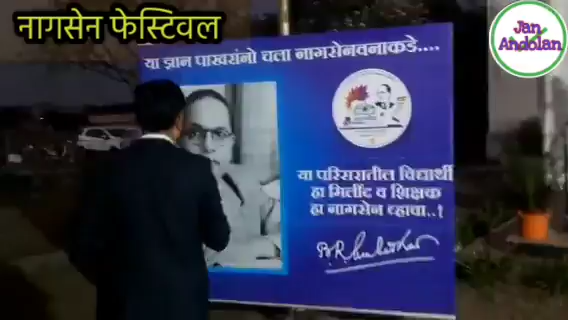 नागसेन फेस्टिवल
Jan
Andolan
या ज्ञान पाखरांनो चला नागसेनवनाकडे....
या परिसरातील विद्यार्थी
हा मिलींद व शिक्षक
हा नागसेन व्हावा..!